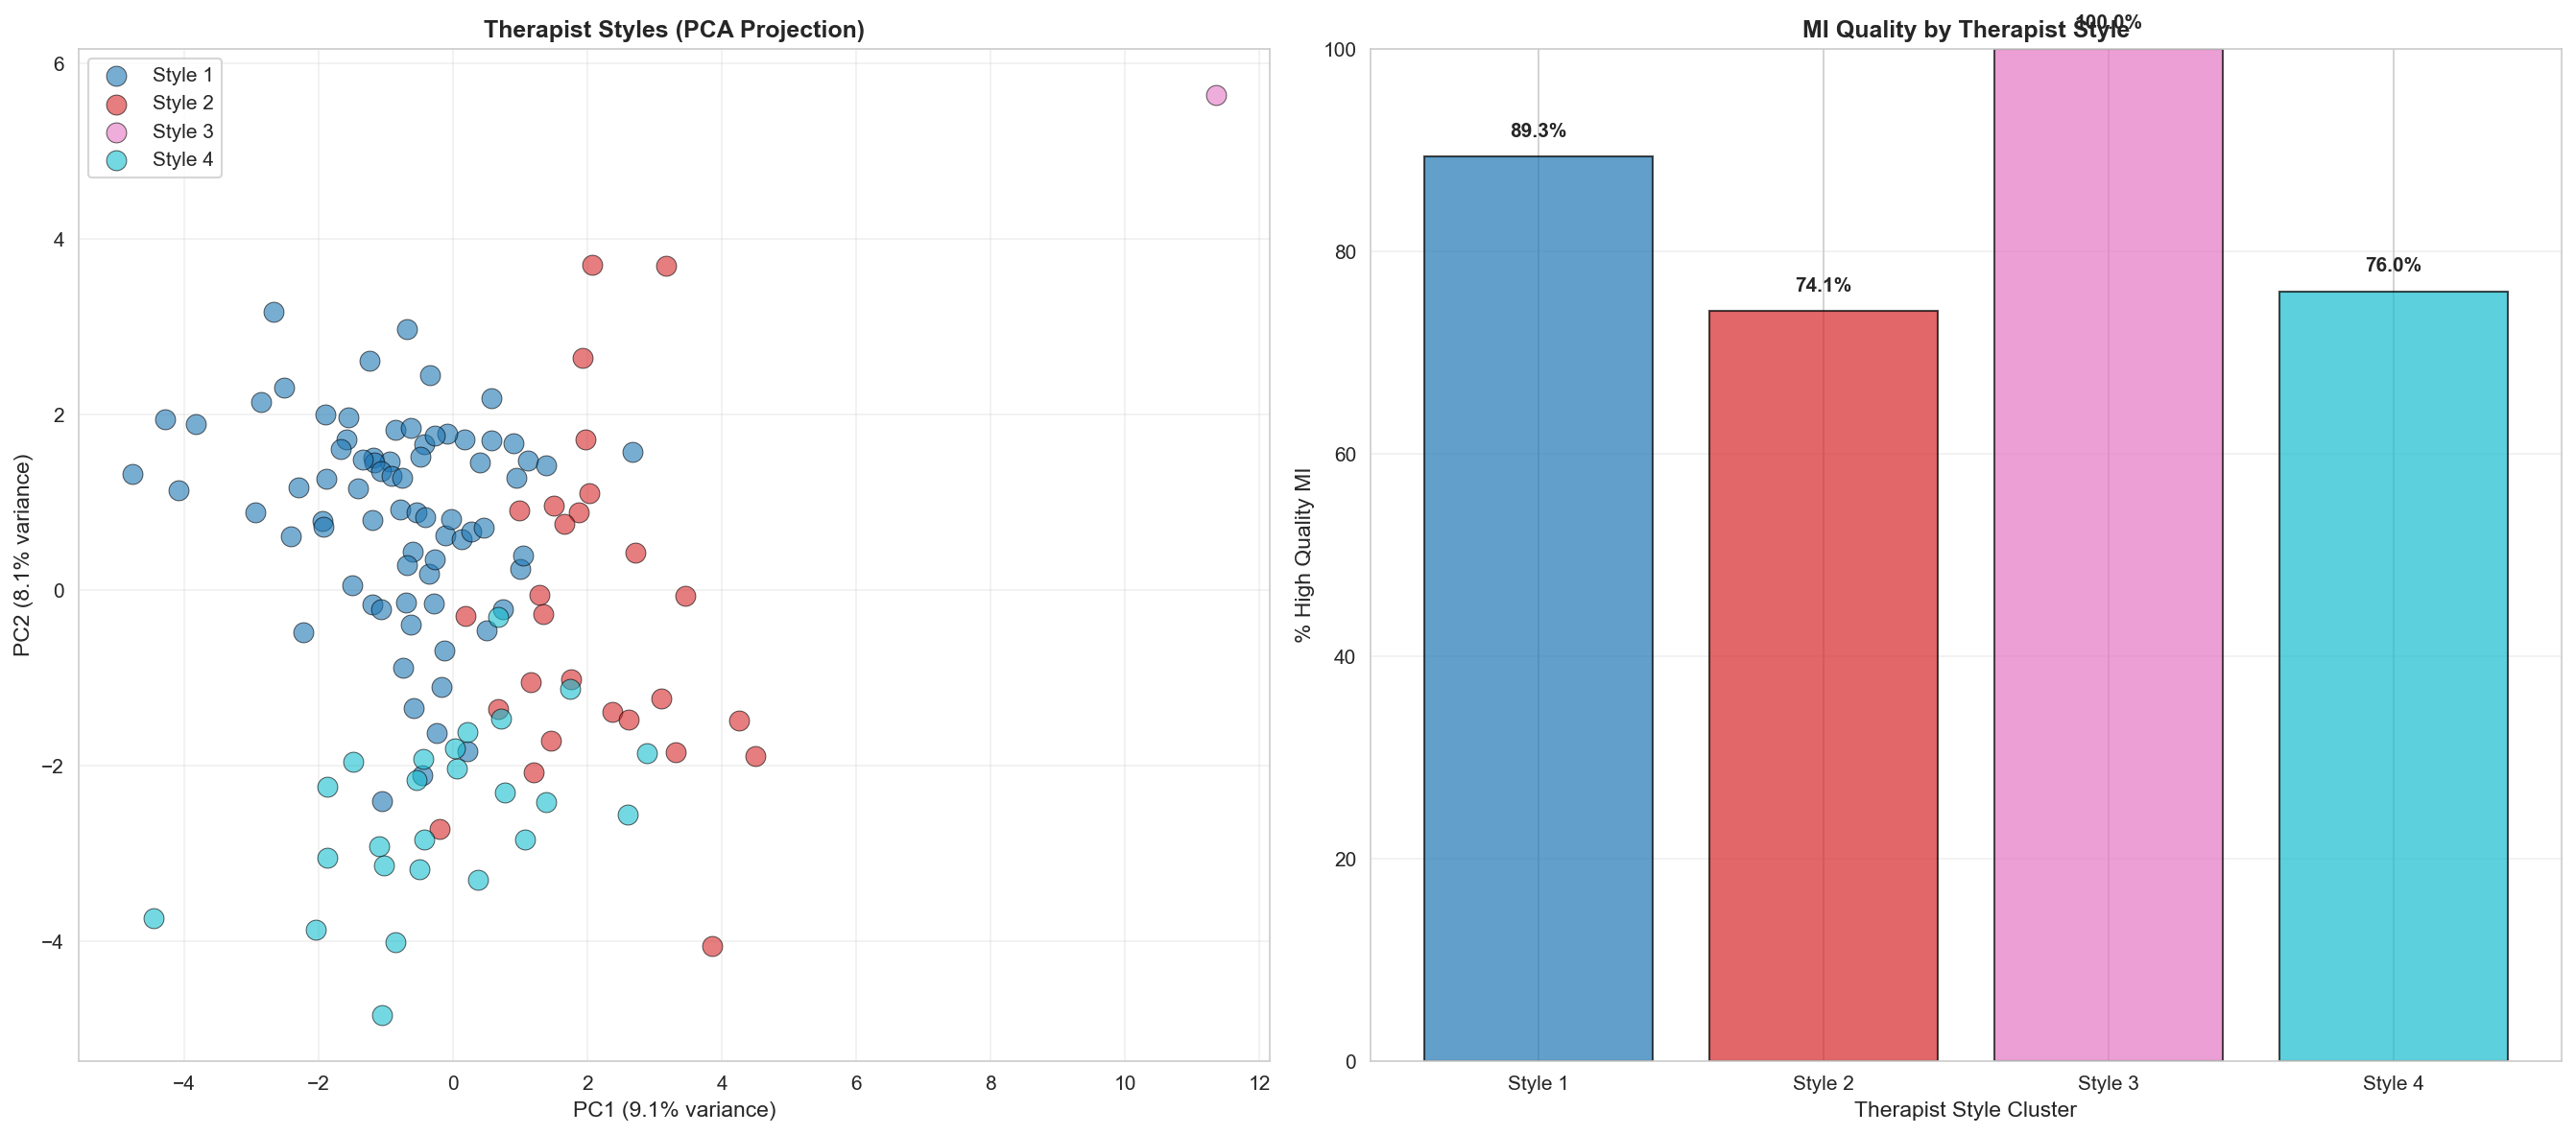 Therapist Styles (PCA Projection)
Style 1
Style 2
Style 3
Style 4
6
4
2
0
−2
−4
PC2 (8.1% variance)
−4
−2
0
2
4
6
8
10
12
PC1 (9.1% variance)
MI Quality by Therapist Style
100.0%
89.3%
74.1%
76.0%
100
80
60
40
20
0
% High Quality MI
Style 1
Style 2
Style 3
Style 4
Therapist Style Cluster